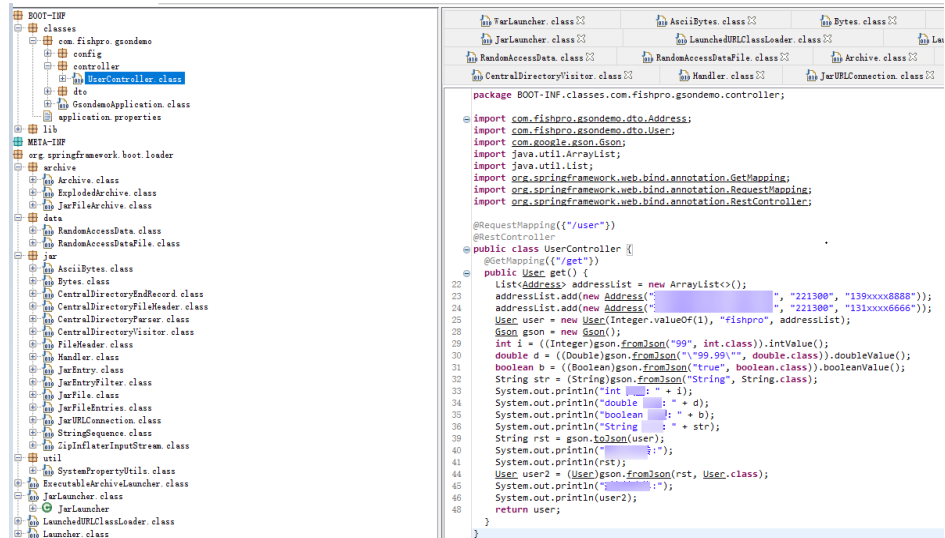 BOOT-INF
classes
com.fishpro.gsondemo
config
controller
UserController.class
dto
GsondemoApplication.class
application.properties
lib
META-INF
org.springframework.boot.loader
archive
Archive.class
ExplodedArchive.class
JarFileArchive.class
data
RandomAccessData.class
RandomAccessDataFile.class
jar
AsciiBytes.class
Bytes.class
CentralDirectoryEndRecord.class
CentralDirectoryFileHeader.class
CentralDirectoryParser.class
CentralDirectoryVisitor.class
FileHeader.class
Handler.class
JarEntry.class
JarEntryFilter.class
JarFile.class
JarFileEntries.class
JarURLConnection.class
StringSequence.class
ZipInflaterInputStream.class
util
SystemPropertyUtils.class
ExecutableArchiveLauncher.class
JarLauncher.class
JarLauncher
LaunchedURLClassLoader.class
Launcher.class
WarLauncher.class AsciiBytes.class Bytes.class
JarLauncher.class LaunchedURLClassLoader.class Lau
RandomAccessData.class RandomAccessDataFile.class Archive.class
CentralDirectoryVisitor.class Handler.class JarURLConnection.class
package BOOT-INF.classes.com.fishpro.gsondemo.controller;
import com.fishpro.gsondemo.dto.Address;
import com.fishpro.gsondemo.dto.User;
import com.google.gson.Gson;
import java.util.ArrayList;
import java.util.List;
import org.springframework.web.bind.annotation.GetMapping;
import org.springframework.web.bind.annotation.RequestMapping;
import org.springframework.web.bind.annotation.RestController;
@RequestMapping({"/user"})
@RestController
public class UserController {
@GetMapping({"/get"})
public User get() {
22 List<Address> addressList = new ArrayList<>();
23 addressList.add(new Address(" ", "221300", "139xxxx8888"));
24 addressList.add(new Address(" ", "221300", "131xxxx6666"));
25 User user = new User(Integer.valueOf(1), "fishpro", addressList);
28 Gson gson = new Gson();
29 int i = ((Integer)gson.fromJson("99", int.class)).intValue();
30 double d = ((Double)gson.fromJson("\"99.99\"", double.class)).doubleValue();
31 boolean b = ((Boolean)gson.fromJson("true", boolean.class)).booleanValue();
32 String str = (String)gson.fromJson("String", String.class);
33 System.out.println("int : " + i);
34 System.out.println("double : " + d);
35 System.out.println("boolean : " + b);
36 System.out.println("String : " + str);
39 String rst = gson.toJson(user);
40 System.out.println(" :");
41 System.out.println(rst);
44 User user2 = (User)gson.fromJson(rst, User.class);
45 System.out.println(" :");
46 System.out.println(user2);
48 return user;
}
}